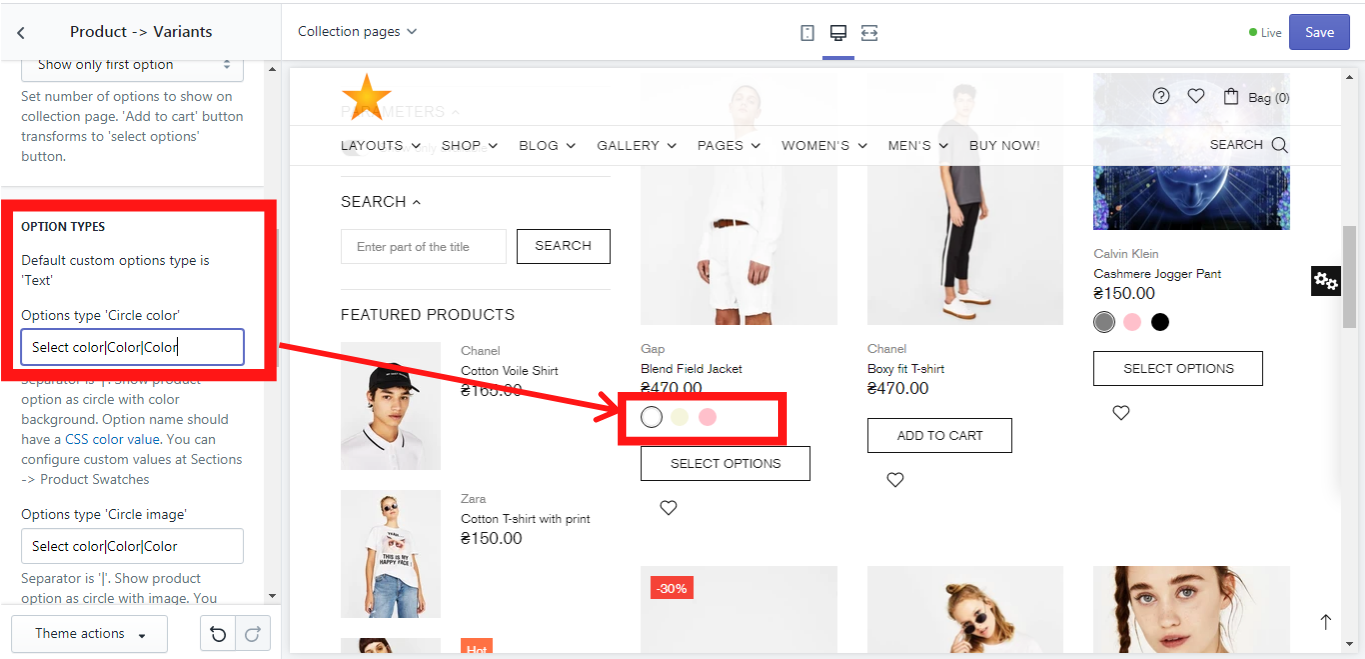 Product -> Variants
Collection pages
Live
Save
Show only first option
Set number of options to show on
collection page. 'Add to cart' button
transforms to 'select options'
button.
OPTION TYPES
Default custom options type is
'Text'
Options type 'Circle color'
Select color|Color|Color
Separator is '|'. Show product
option as circle with color
background. Option name should
have a CSS color value. You can
configure custom values at Sections
-> Product Swatches
Options type 'Circle image'
Select color|Color|Color
Separator is '|'. Show product
option as circle with image. You
Theme actions
PARAMETERS
Bag (0)
LAYOUTS SHOP BLOG GALLERY PAGES WOMEN'S MEN'S BUY NOW!
SEARCH
SEARCH
Enter part of the title
SEARCH
FEATURED PRODUCTS
Chanel
Cotton Voile Shirt
₴165.00
Zara
Cotton T-shirt with print
₴150.00
THIS IS MY
HAPPY FACE!
Hot
Gap
Blend Field Jacket
₴470.00
SELECT OPTIONS
Chanel
Boxy fit T-shirt
₴470.00
ADD TO CART
Calvin Klein
Cashmere Jogger Pant
₴150.00
SELECT OPTIONS
-30%